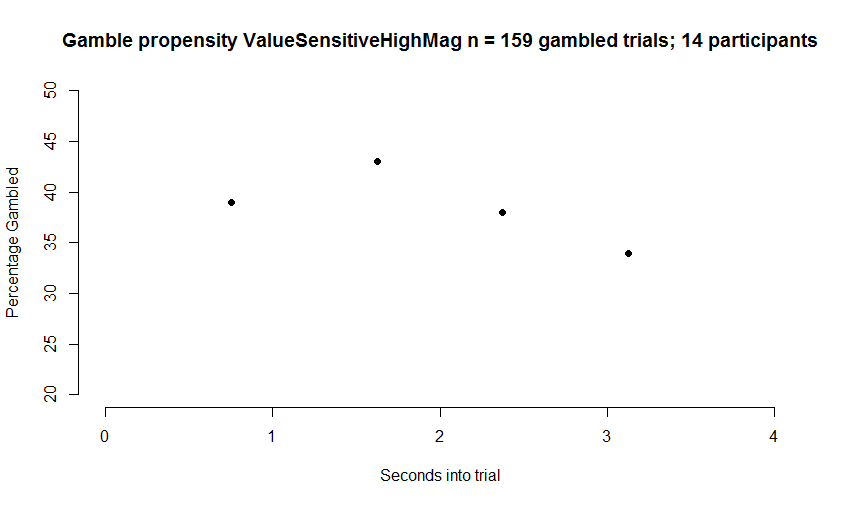 Gamble propensity ValueSensitiveHighMag n = 159 gambled trials; 14 participants
50
45
40
35
30
25
20
Percentage Gambled
0 1 2 3 4
Seconds into trial